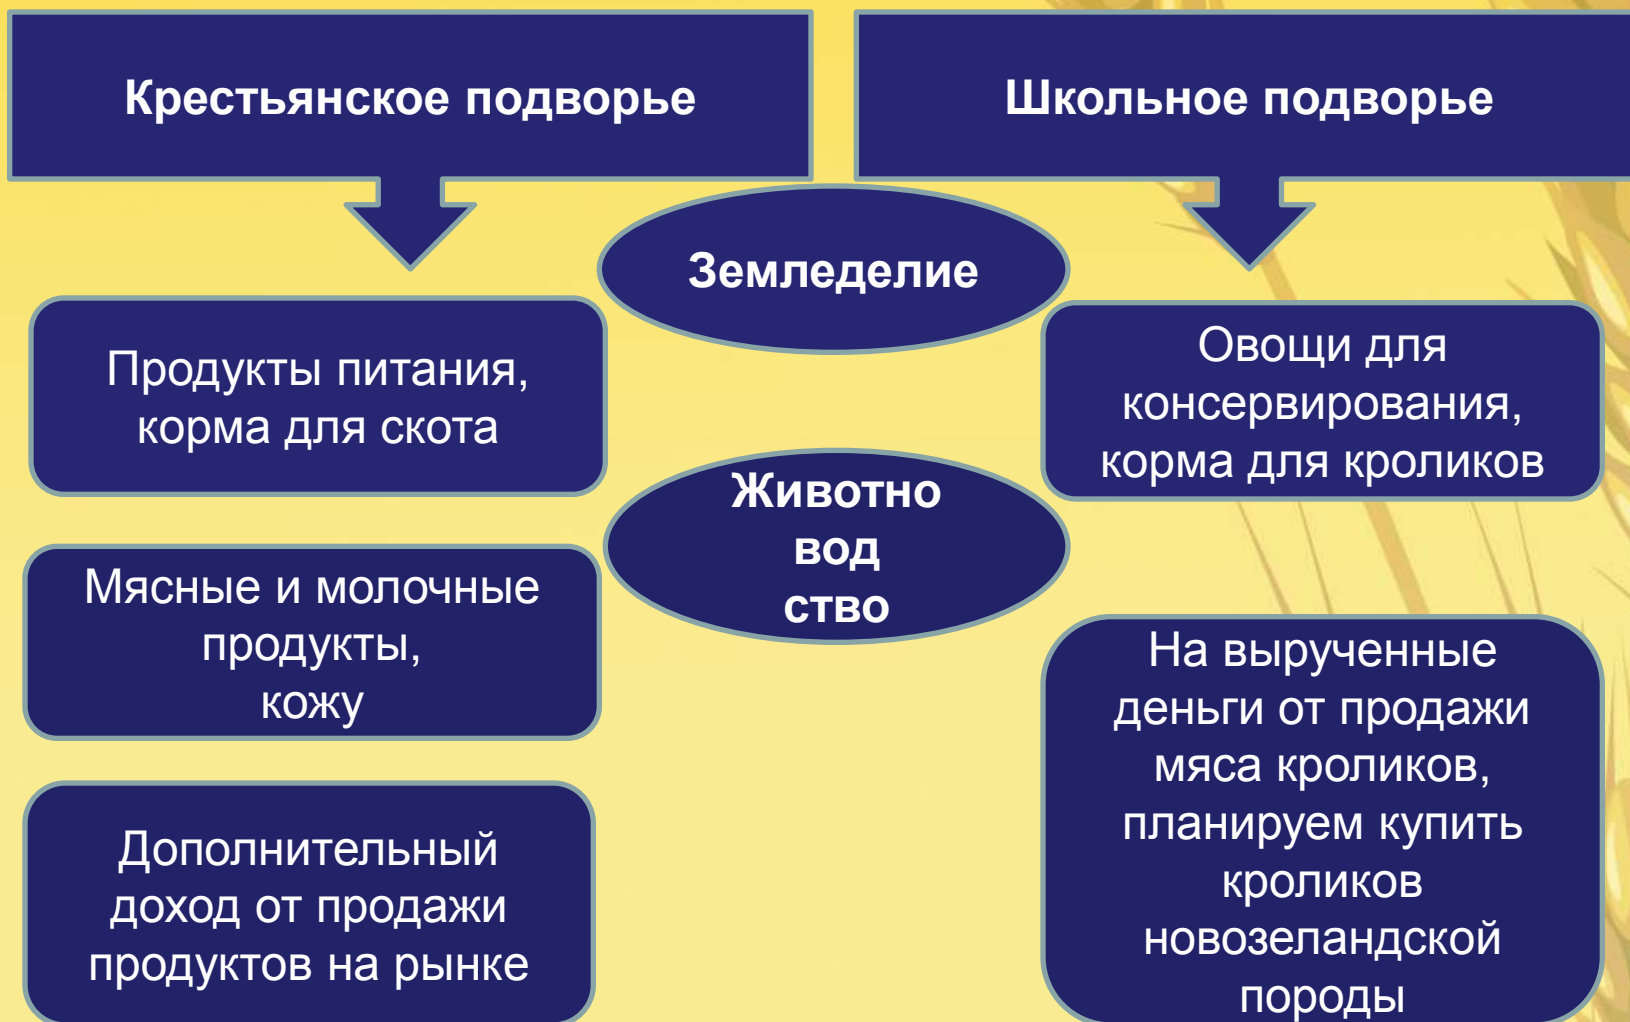 Крестьянское подворье
Школьное подворье
Земледелие
Продукты питания,
корма для скота
Овощи для
консервирования,
корма для кроликов
Животно
вод
ство
Мясные и молочные
продукты,
кожу
На вырученные
деньги от продажи
мяса кроликов,
планируем купить
кроликов
новозеландской
породы
Дополнительный
доход от продажи
продуктов на рынке